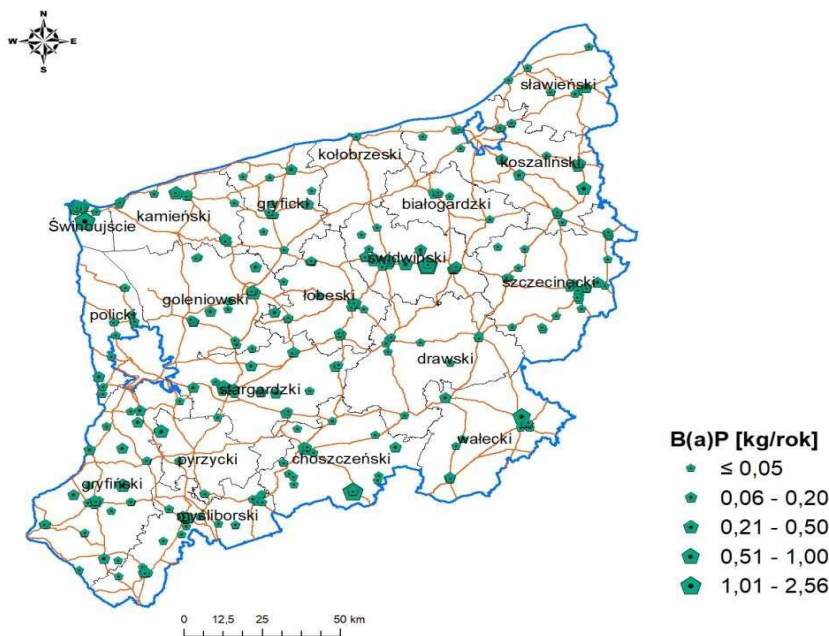 N
W E
S
sławieński
kołobrzeski
koszaliński
Świnoujście
kamieński
gryficki
białogardzki
świdwiński
szczecinecki
goleniowski
łobeski
policki
drawski
stargardzki
wałecki
pyrzycki
choszczeński
gryfiński
myśliborski
B(a)P [kg/rok]
≤ 0,05
0,06 - 0,20
0,21 - 0,50
0,51 - 1,00
1,01 - 2,56
0 12,5 25 50 km